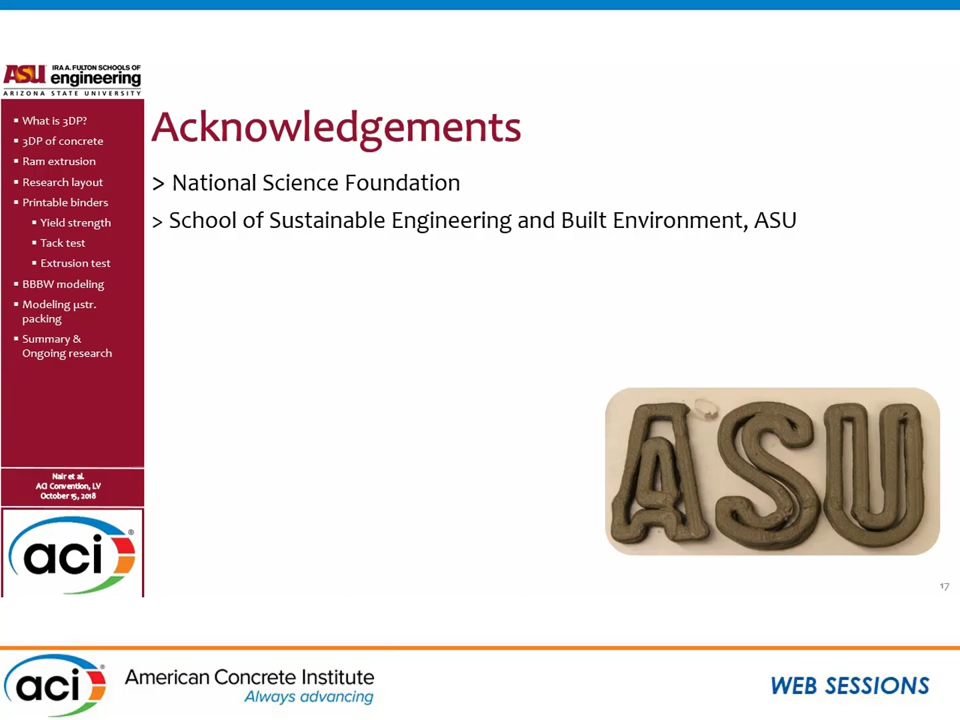 ASU IRA A. FULTON SCHOOLS OF
engineering
ARIZONA STATE UNIVERSITY
▪ What is 3DP?
▪ 3DP of concrete
▪ Ram extrusion
▪ Research layout
▪ Printable binders
▪ Yield strength
▪ Tack test
▪ Extrusion test
▪ BBBW modeling
▪ Modeling μstr.
packing
▪ Summary &
Ongoing research
Nair et al.
ACI Convention, LV
October 15, 2018
aci®
Acknowledgements
> National Science Foundation
> School of Sustainable Engineering and Built Environment, ASU
ASU
17
aci®
American Concrete Institute
Always advancing
WEB SESSIONS